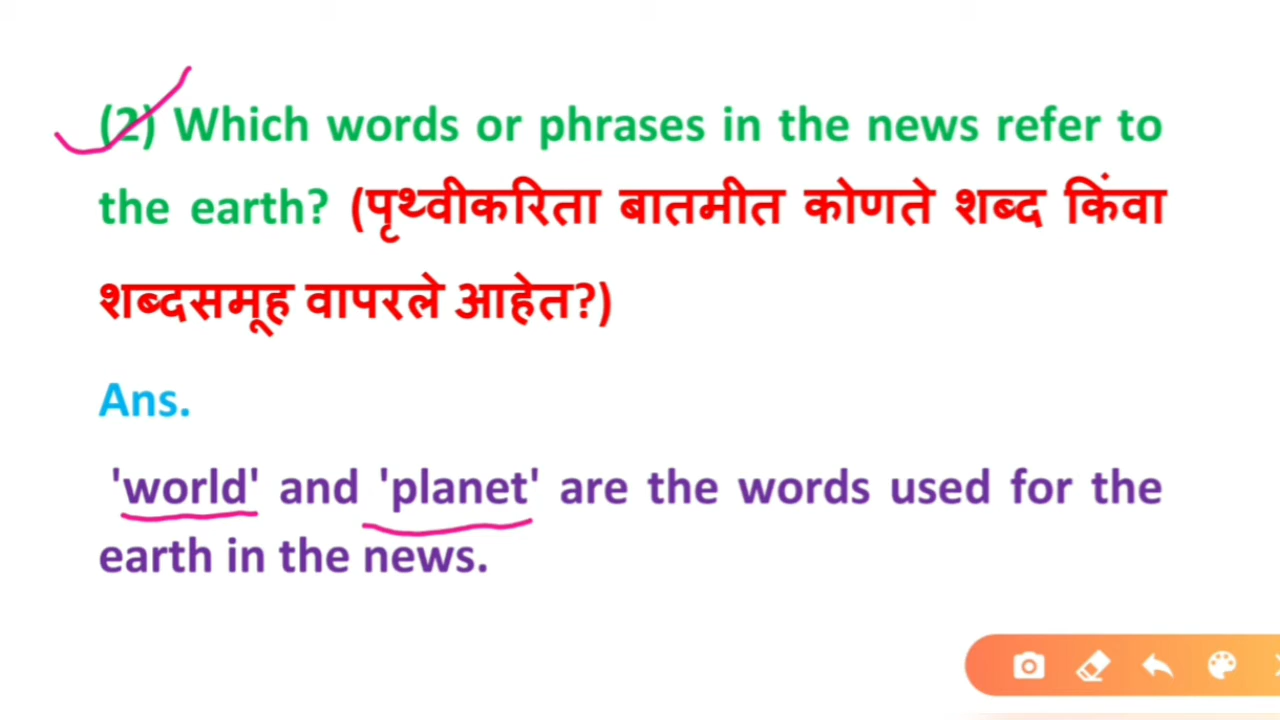 (2) Which words or phrases in the news refer to
the earth? (पृथ्वीकरिता बातमीत कोणते शब्द किंवा
शब्दसमूह वापरले आहेत?)
Ans.
'world' and 'planet' are the words used for the
earth in the news.